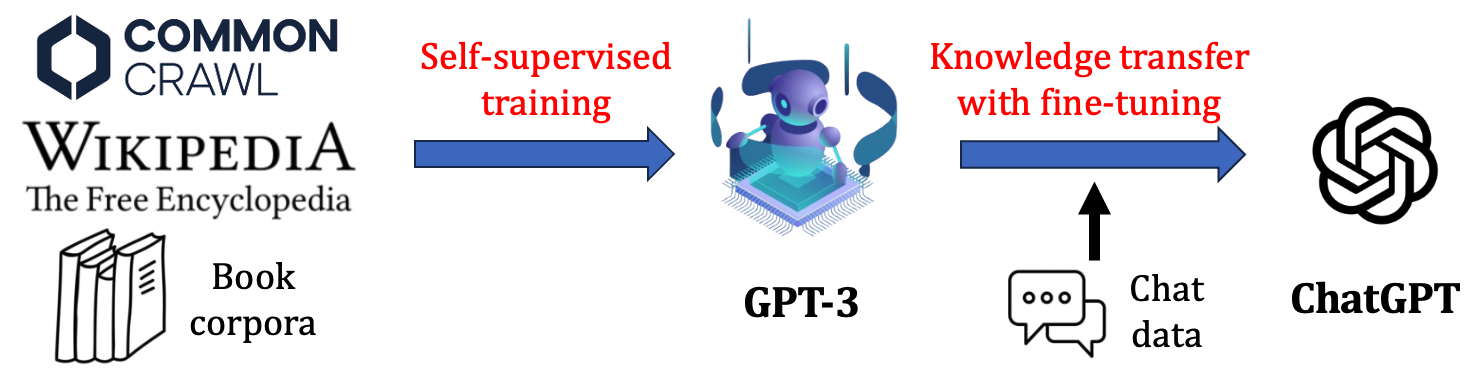 COMMON
CRAWL
WIKIPEDIA
The Free Encyclopedia
Book
corpora
Self-supervised
training
GPT-3
Knowledge transfer
with fine-tuning
Chat
data
ChatGPT